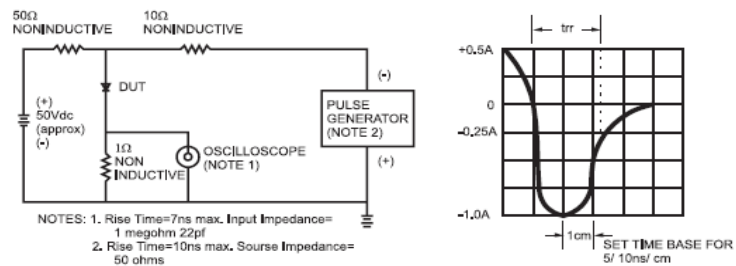 50Ω
NONINDUCTIVE
10Ω
NONINDUCTIVE
DUT
(+)
50Vdc
(approx)
(-)
1Ω
NON
INDUCTIVE
OSCILLOSCOPE
(NOTE 1)
(-)
PULSE
GENERATOR
(NOTE 2)
(+)
NOTES: 1. Rise Time=7ns max. Input Impedance=
1 megohm 22pf
2. Rise Time=10ns max. Sourse Impedance=
50 ohms
trr
+0.5A
0
-0.25A
-1.0A
1cm
SET TIME BASE FOR
5/ 10ns/ cm